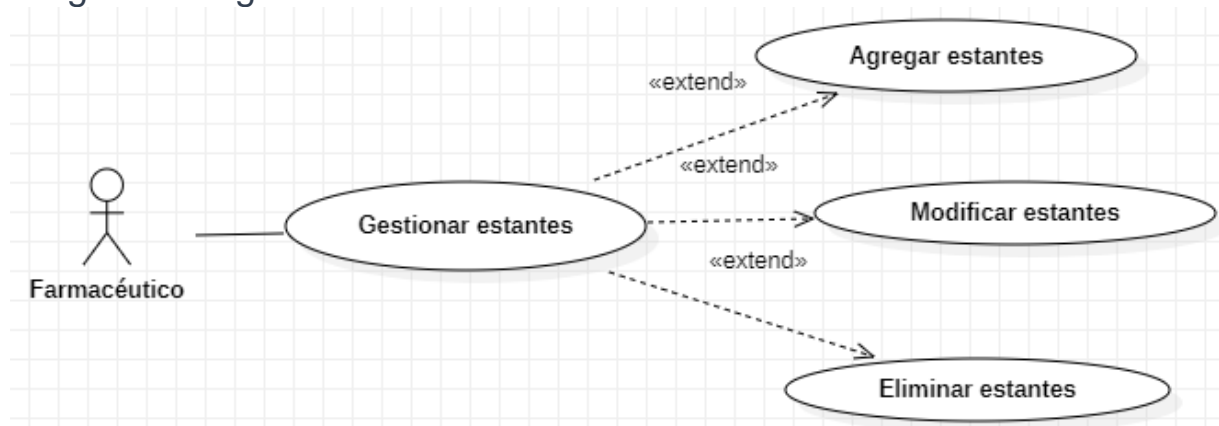 Agregar estantes
«extend»
«extend»
Gestionar estantes
Modificar estantes
«extend»
Farmacéutico
Eliminar estantes